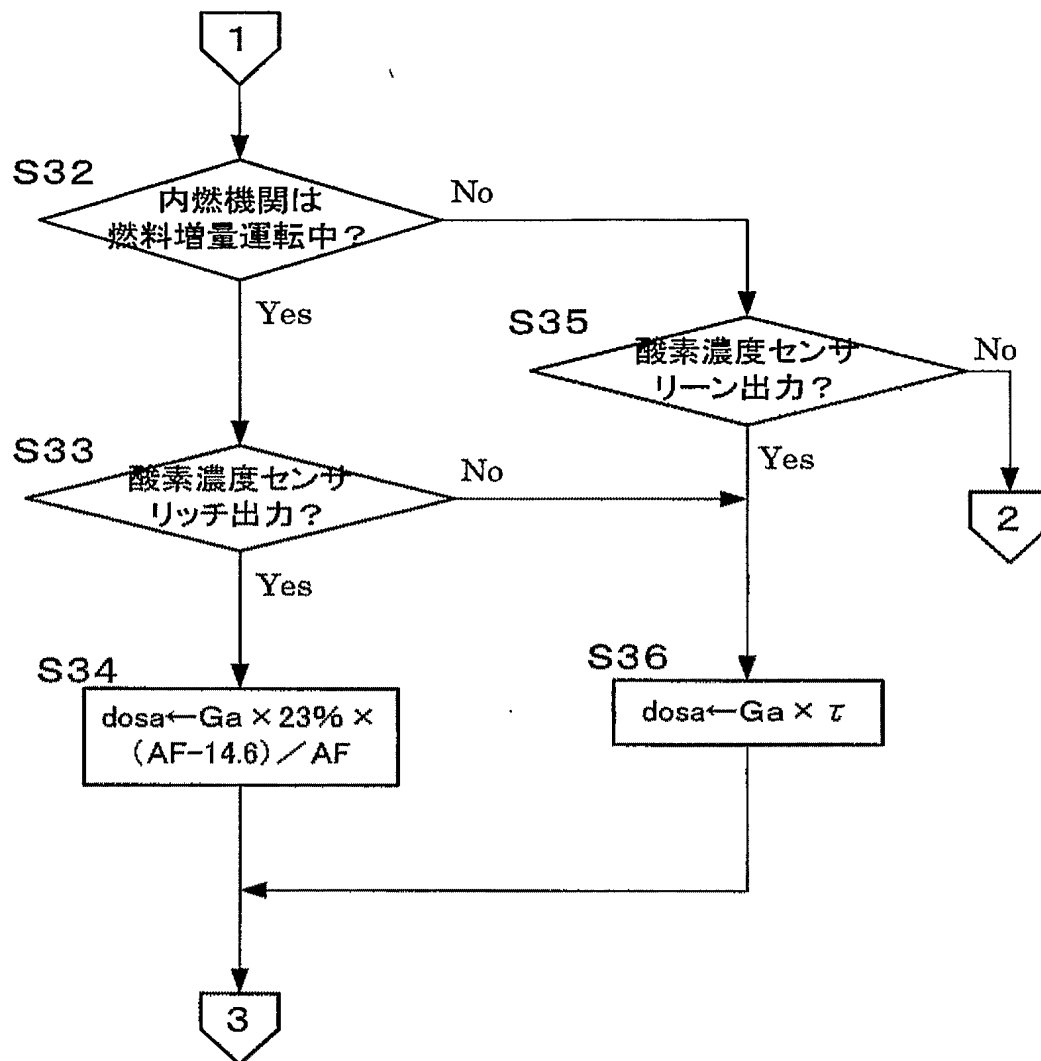 1
S32
内燃機関は
燃料増量運転中？
No
Yes
S35
酸素濃度センサ
リーン出力？
No
Yes
2
S33
酸素濃度センサ
リッチ出力？
No
Yes
S34
dosa←Ga×23%×
(AF-14.6)／AF
S36
dosa←Ga×τ
3